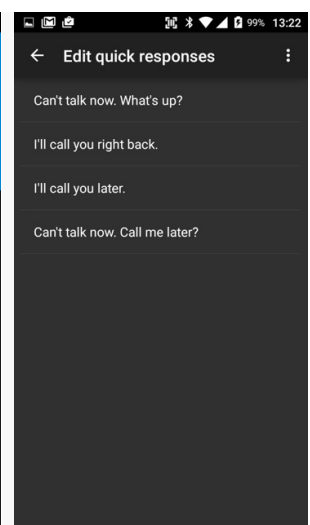 99% 13:22
Edit quick responses
Can't talk now. What's up?
I'll call you right back.
I'll call you later.
Can't talk now. Call me later?